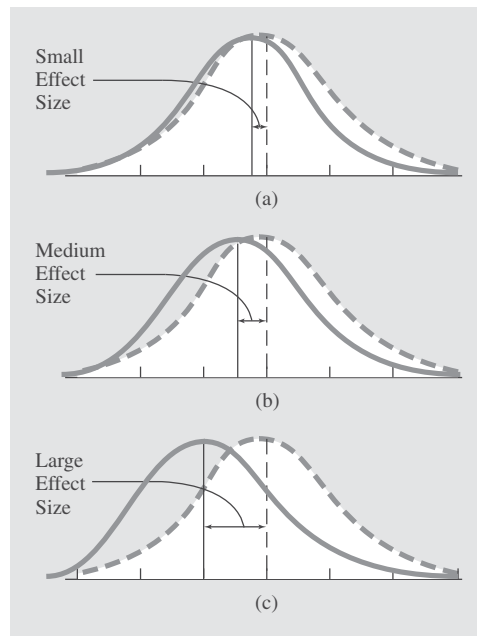 Small
Effect
Size
(a)
Medium
Effect
Size
(b)
Large
Effect
Size
(c)